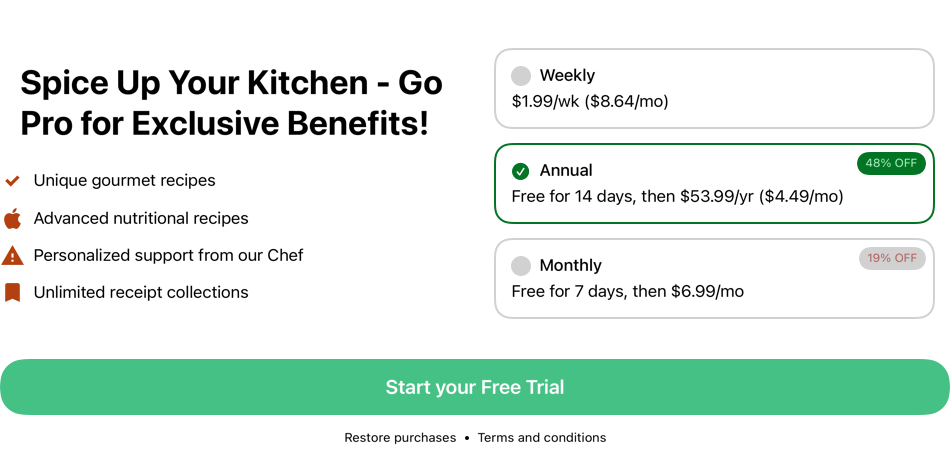 Spice Up Your Kitchen - Go
Pro for Exclusive Benefits!
Unique gourmet recipes
Advanced nutritional recipes
Personalized support from our Chef
Unlimited receipt collections
Weekly
$1.99/wk ($8.64/mo)
Annual
48% OFF
Free for 14 days, then $53.99/yr ($4.49/mo)
Monthly
19% OFF
Free for 7 days, then $6.99/mo
Start your Free Trial
Restore purchases • Terms and conditions